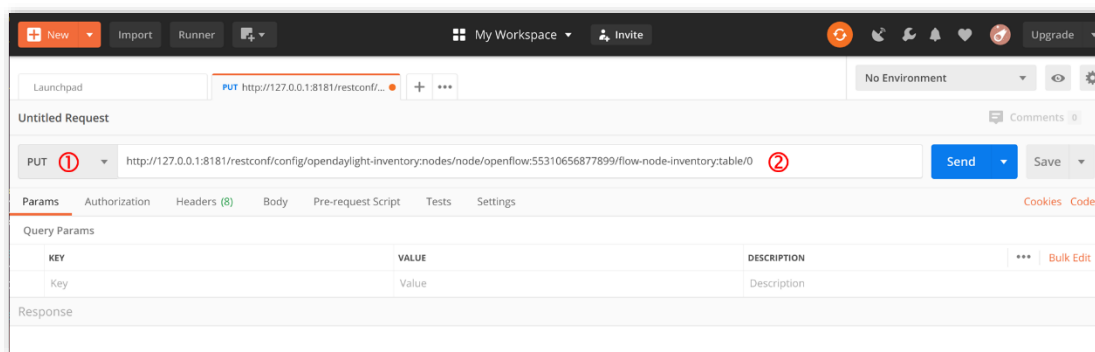 New Import Runner My Workspace Invite Upgrade
Launchpad PUT http://127.0.0.1:8181/restconf/... No Environment
Untitled Request Comments 0
PUT ① http://127.0.0.1:8181/restconf/config/opendaylight-inventory:nodes/node/openflow:55310656877899/flow-node-inventory:table/0 ② Send Save
Params Authorization Headers (8) Body Pre-request Script Tests Settings Cookies Code
Query Params
KEY VALUE DESCRIPTION Bulk Edit
Key Value Description
Response